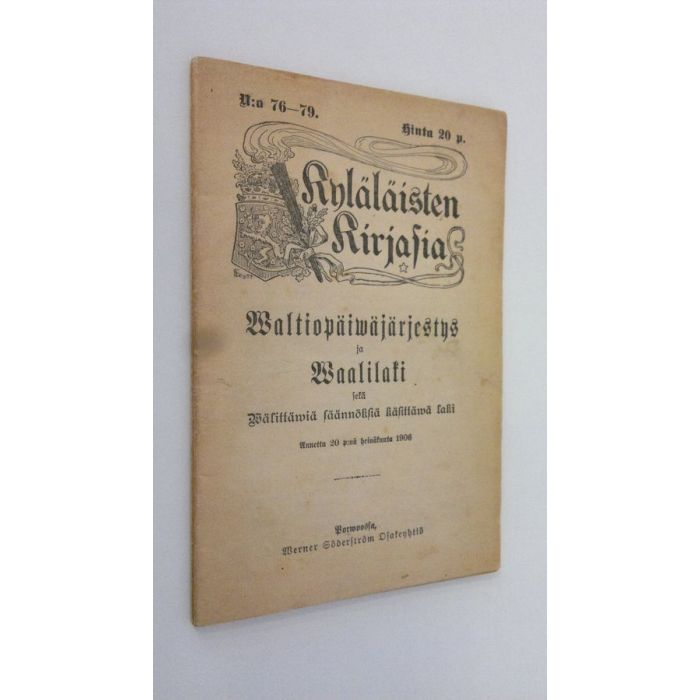 N:o 76—79.
Hinta 20 p.
Kyläläisten
Kirjasia
Waltiopäiwäjärjestys
ja
Waalilaki
sekä
Wälittäwiä säännöksiä käsittäwä laki
Annettu 20 p:nä heinäkuuta 1906
Porwoossa,
Werner Söderström Osakeyhtiö